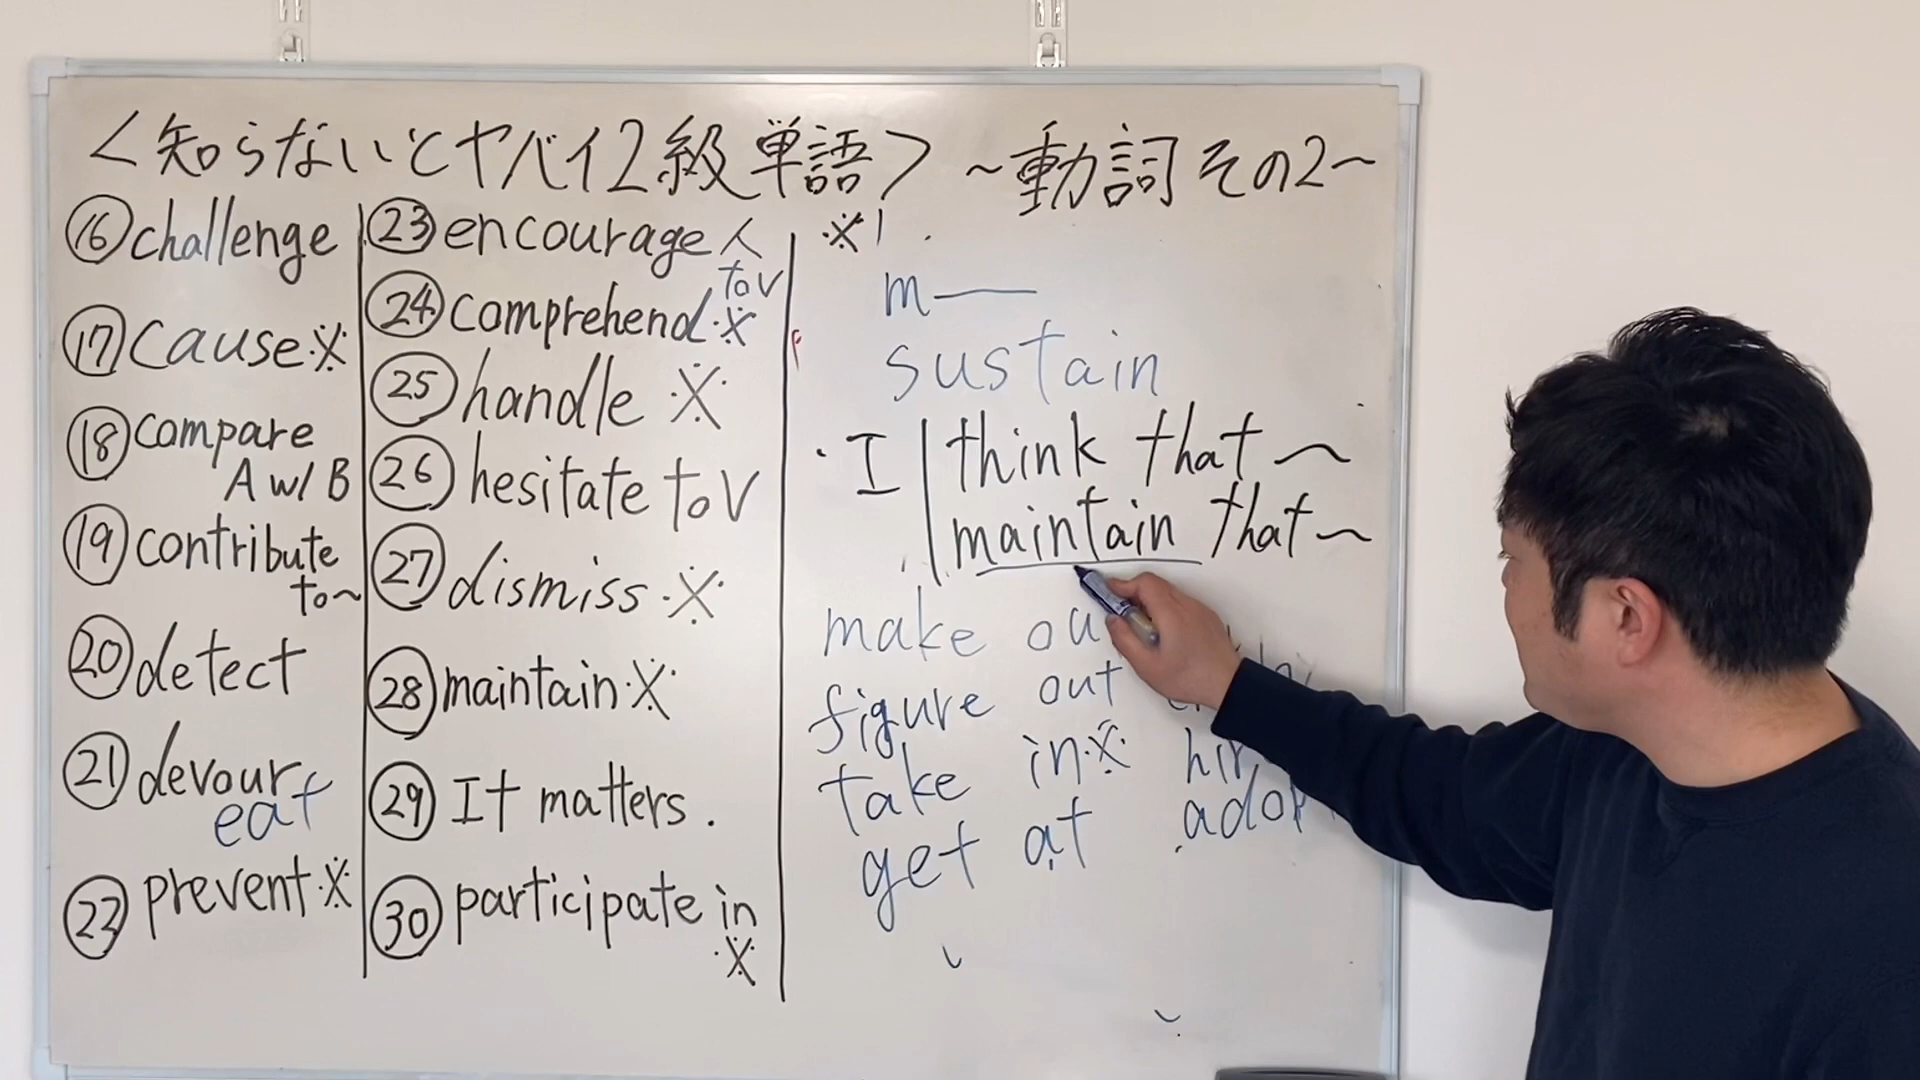 ＜知らないとヤバイ2級単語＞ ～動詞 その2～
⑯challenge
⑰cause※
⑱compare
A w/ B
⑲contribute
to～
⑳detect
㉑devour
eat
㉒prevent※
㉓encourage 人
to V
㉔comprehend※
㉕handle ※
㉖hesitate to V
㉗dismiss※
㉘maintain※
㉙It matters.
㉚participate in
※
※1
m—
sustain
・I think that ～
maintain that ～
make
figure out
take in※
get at